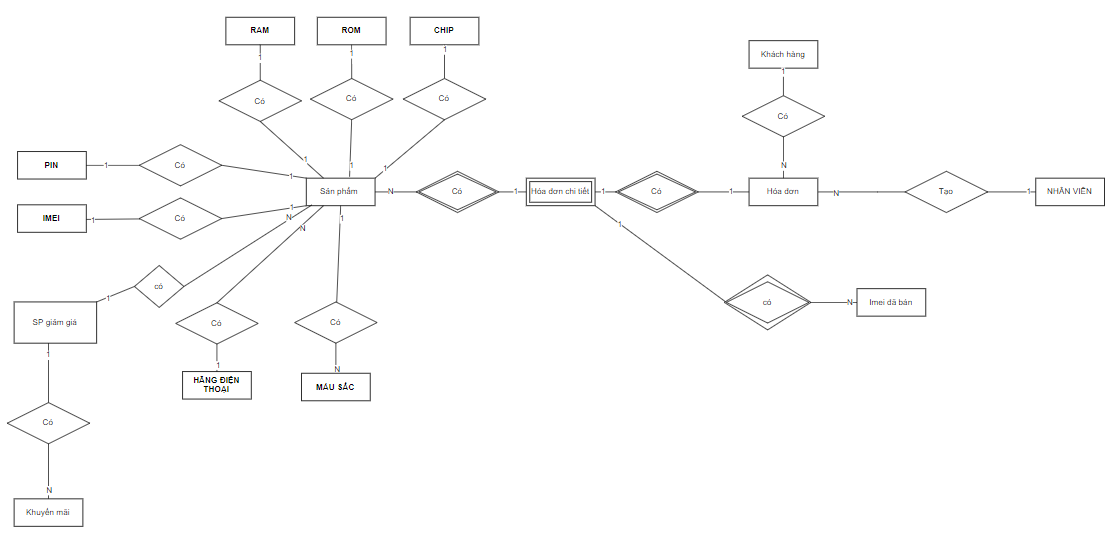 RAM
ROM
CHIP
Khách hàng
1
1
1
1
Có
Có
Có
Có
1
1
1
N
PIN
1
Có
1
Sản phẩm
N
Có
1
Hóa đơn chi tiết
1
Có
1
Hóa đơn
N
Tạo
1
NHÂN VIÊN
IMEI
1
Có
1
N
N
1
1
có
1
có
N
Imei đã bán
SP giảm giá
Có
Có
1
1
N
HÃNG ĐIỆN
THOẠI
MÀU SẮC
Có
N
Khuyến mãi